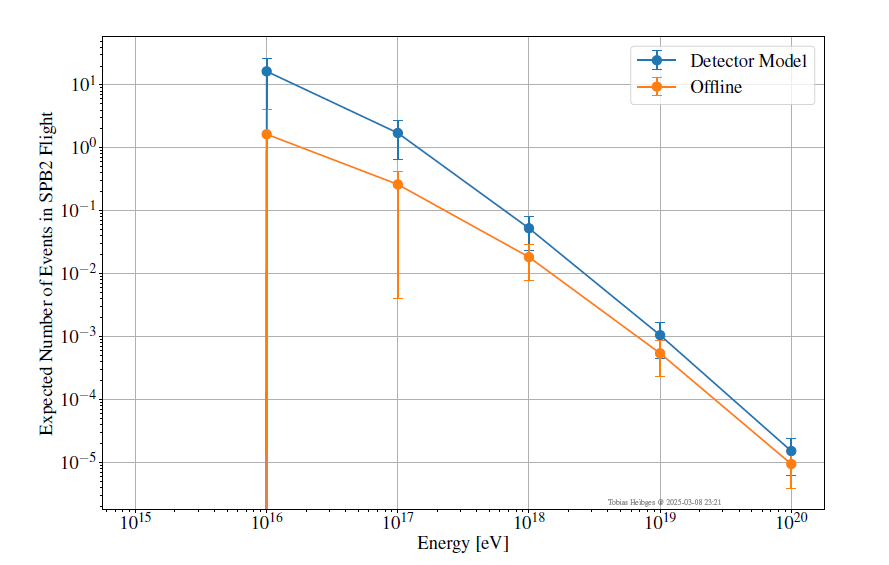 Detector Model
Offline
Expected Number of Events in SPB2 Flight
10¹
10⁰
10⁻¹
10⁻²
10⁻³
10⁻⁴
10⁻⁵
Tobias Heibges @ 2025-03-08 23:21
10¹⁵ 10¹⁶ 10¹⁷ 10¹⁸ 10¹⁹ 10²⁰
Energy [eV]